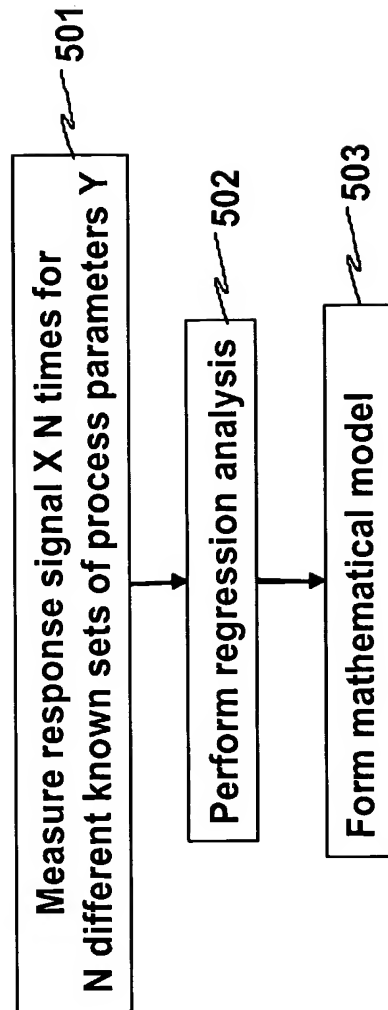 Measure response signal X N times for
N different known sets of process parameters Y
501
Perform regression analysis
502
Form mathematical model
503